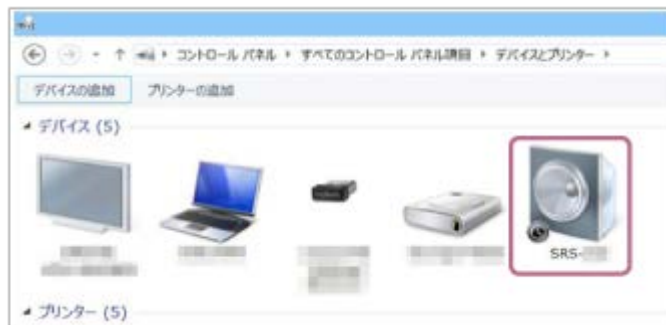 コントロール パネル ▸ すべてのコントロール パネル項目 ▸ デバイスとプリンター ▸
デバイスの追加 プリンターの追加
デバイス (5)
SRS-
プリンター (5)